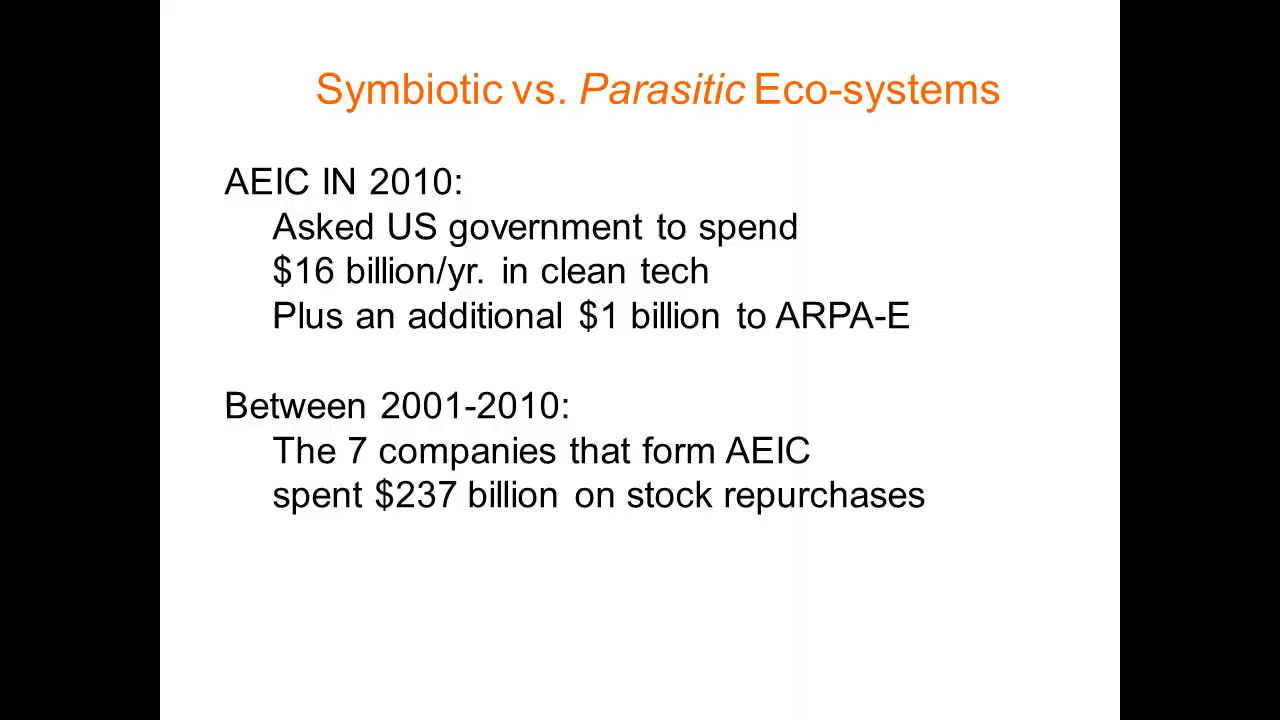 Symbiotic vs. Parasitic Eco-systems
AEIC IN 2010:
Asked US government to spend
$16 billion/yr. in clean tech
Plus an additional $1 billion to ARPA-E
Between 2001-2010:
The 7 companies that form AEIC
spent $237 billion on stock repurchases